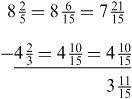 8 2/5 = 8 6/15 = 7 21/15
−4 2/3 = 4 10/15 = 4 10/15
3 11/15